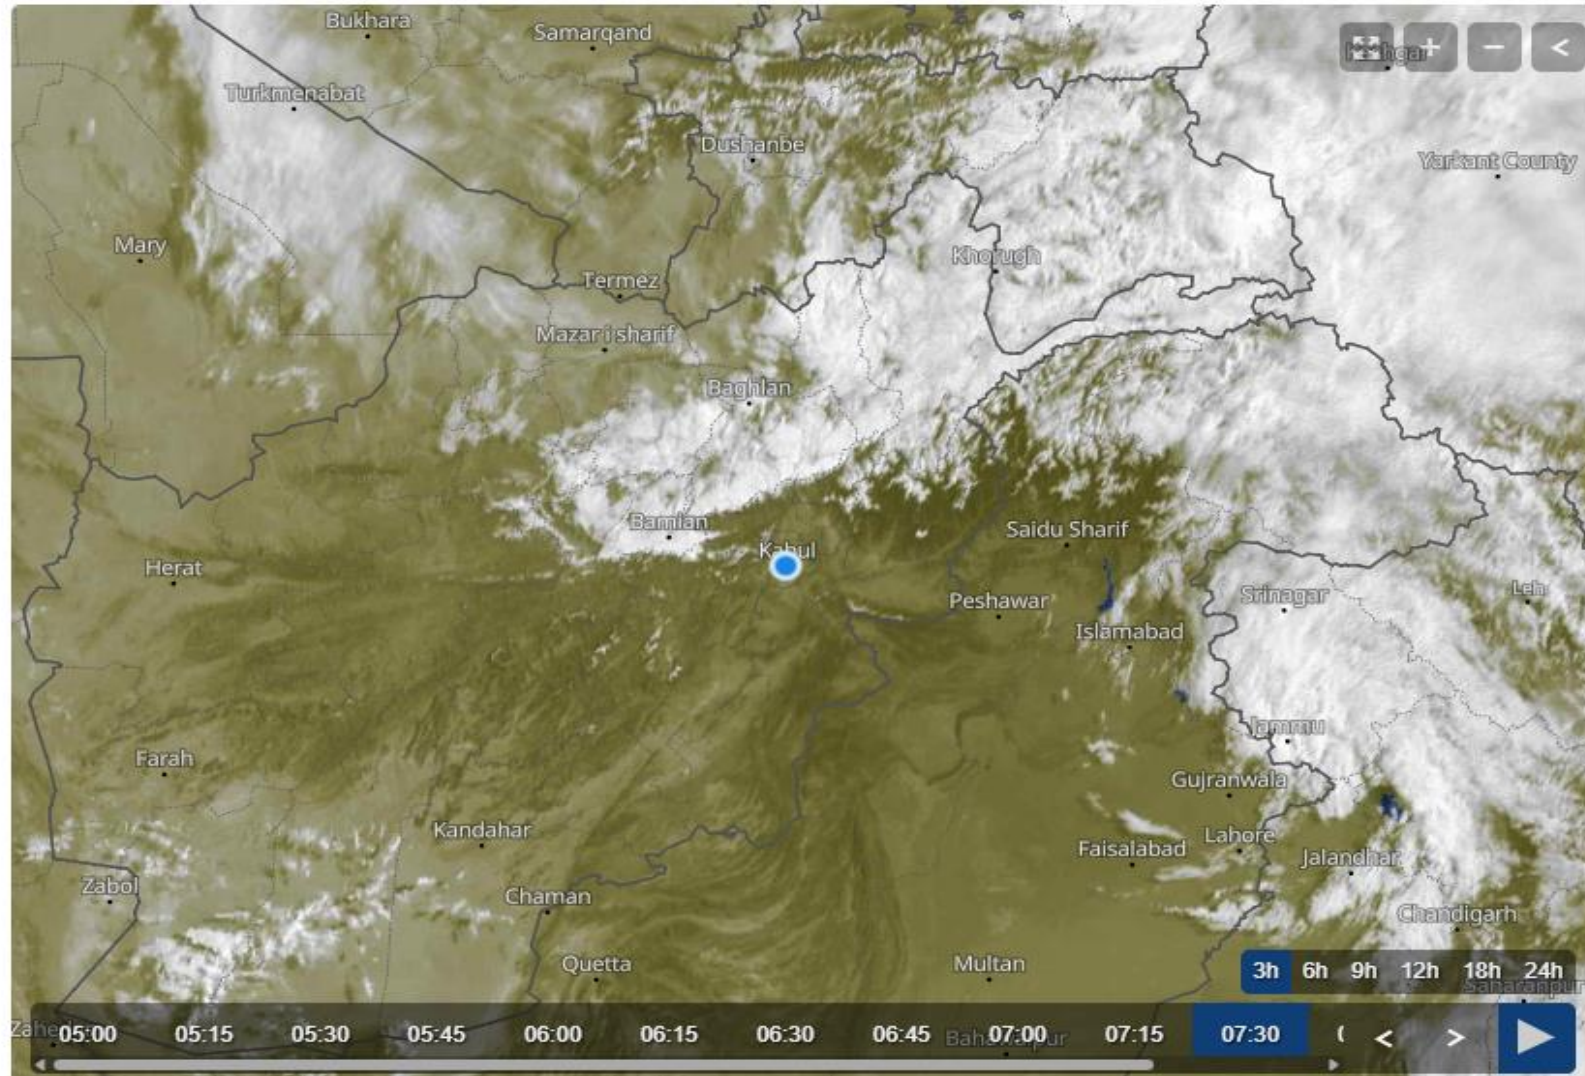 Bukhara
Samarqand
+ − <
Kashgar
Turkmenabat
Dushanbe
Yarkant County
Mary
Khorugh
Termez
Mazar i sharif
Baghlan
Bamian
Saidu Sharif
Kabul
Herat
Leh
Srinagar
Peshawar
Islamabad
Jammu
Farah
Gujranwala
Kandahar
Lahore
Faisalabad
Jalandhar
Zabol
Chaman
Chandigarh
Quetta
Multan
3h 6h 9h 12h 18h 24h
Saharanpur
05:00 05:15 05:30 05:45 06:00 06:15 06:30 06:45 07:00 07:15 07:30 < >